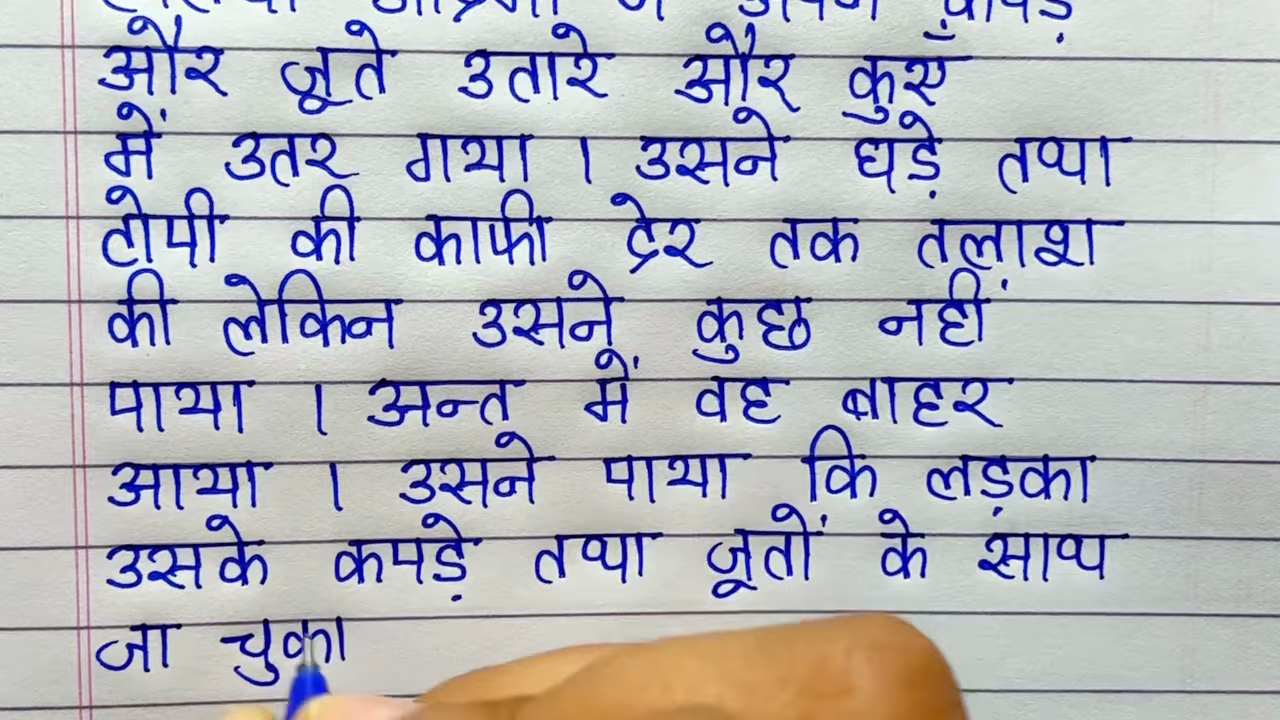 और जूते उतारे और कुएँ
में उतर गया । उसने घड़े तथा
टोपी की काफी देर तक तलाश
की लेकिन उसने कुछ नहीं
पाया । अन्त में वह बाहर
आया । उसने पाया कि लड़का
उसके कपड़े तथा जूतों के साथ
जा चुका